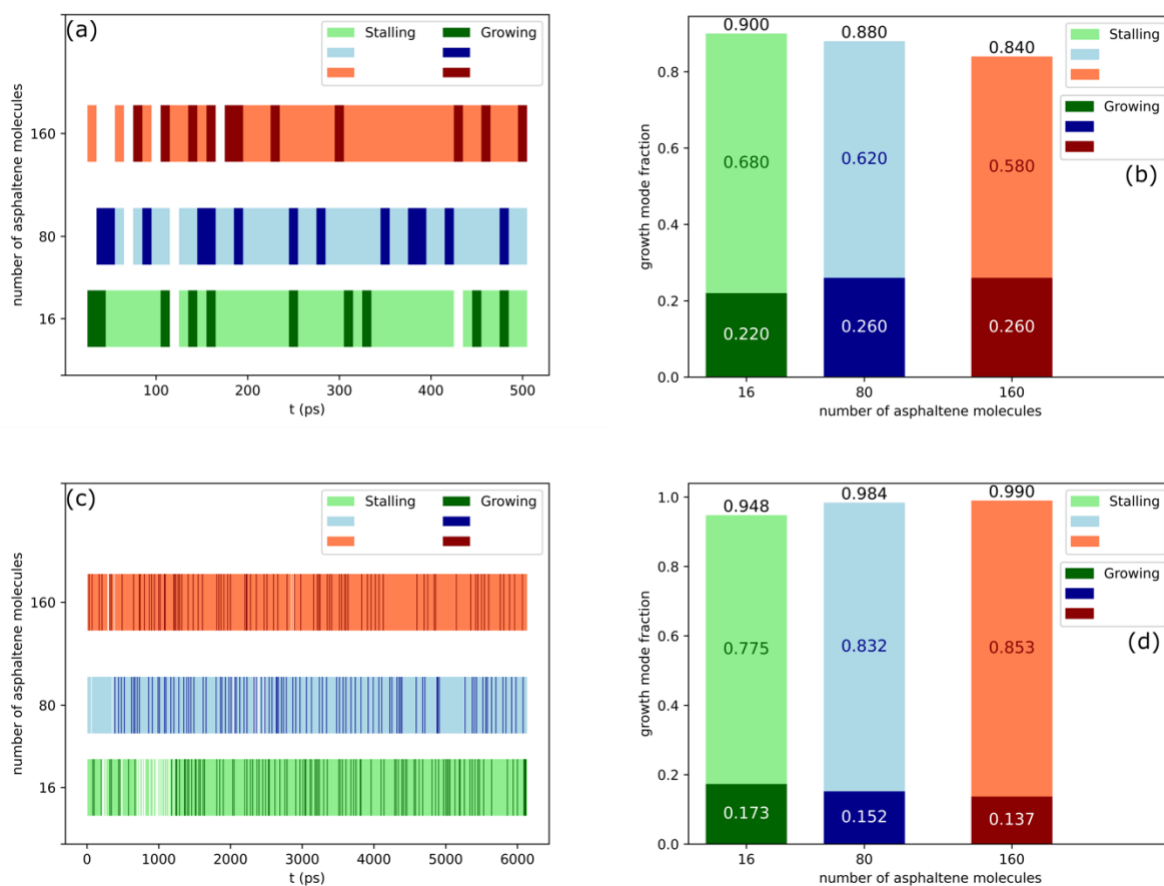 (a)
Stalling Growing
number of asphaltene molecules
160
80
16
100 200 300 400 500
t (ps)
0.900
0.880
0.840
Stalling
Growing
(b)
growth mode fraction
0.8
0.6
0.4
0.2
0.0
0.680
0.620
0.580
0.220
0.260
0.260
16 80 160
number of asphaltene molecules
(c)
Stalling Growing
number of asphaltene molecules
160
80
16
0 1000 2000 3000 4000 5000 6000
t (ps)
0.948
0.984
0.990
Stalling
Growing
(d)
growth mode fraction
1.0
0.8
0.6
0.4
0.2
0.0
0.775
0.832
0.853
0.173
0.152
0.137
16 80 160
number of asphaltene molecules